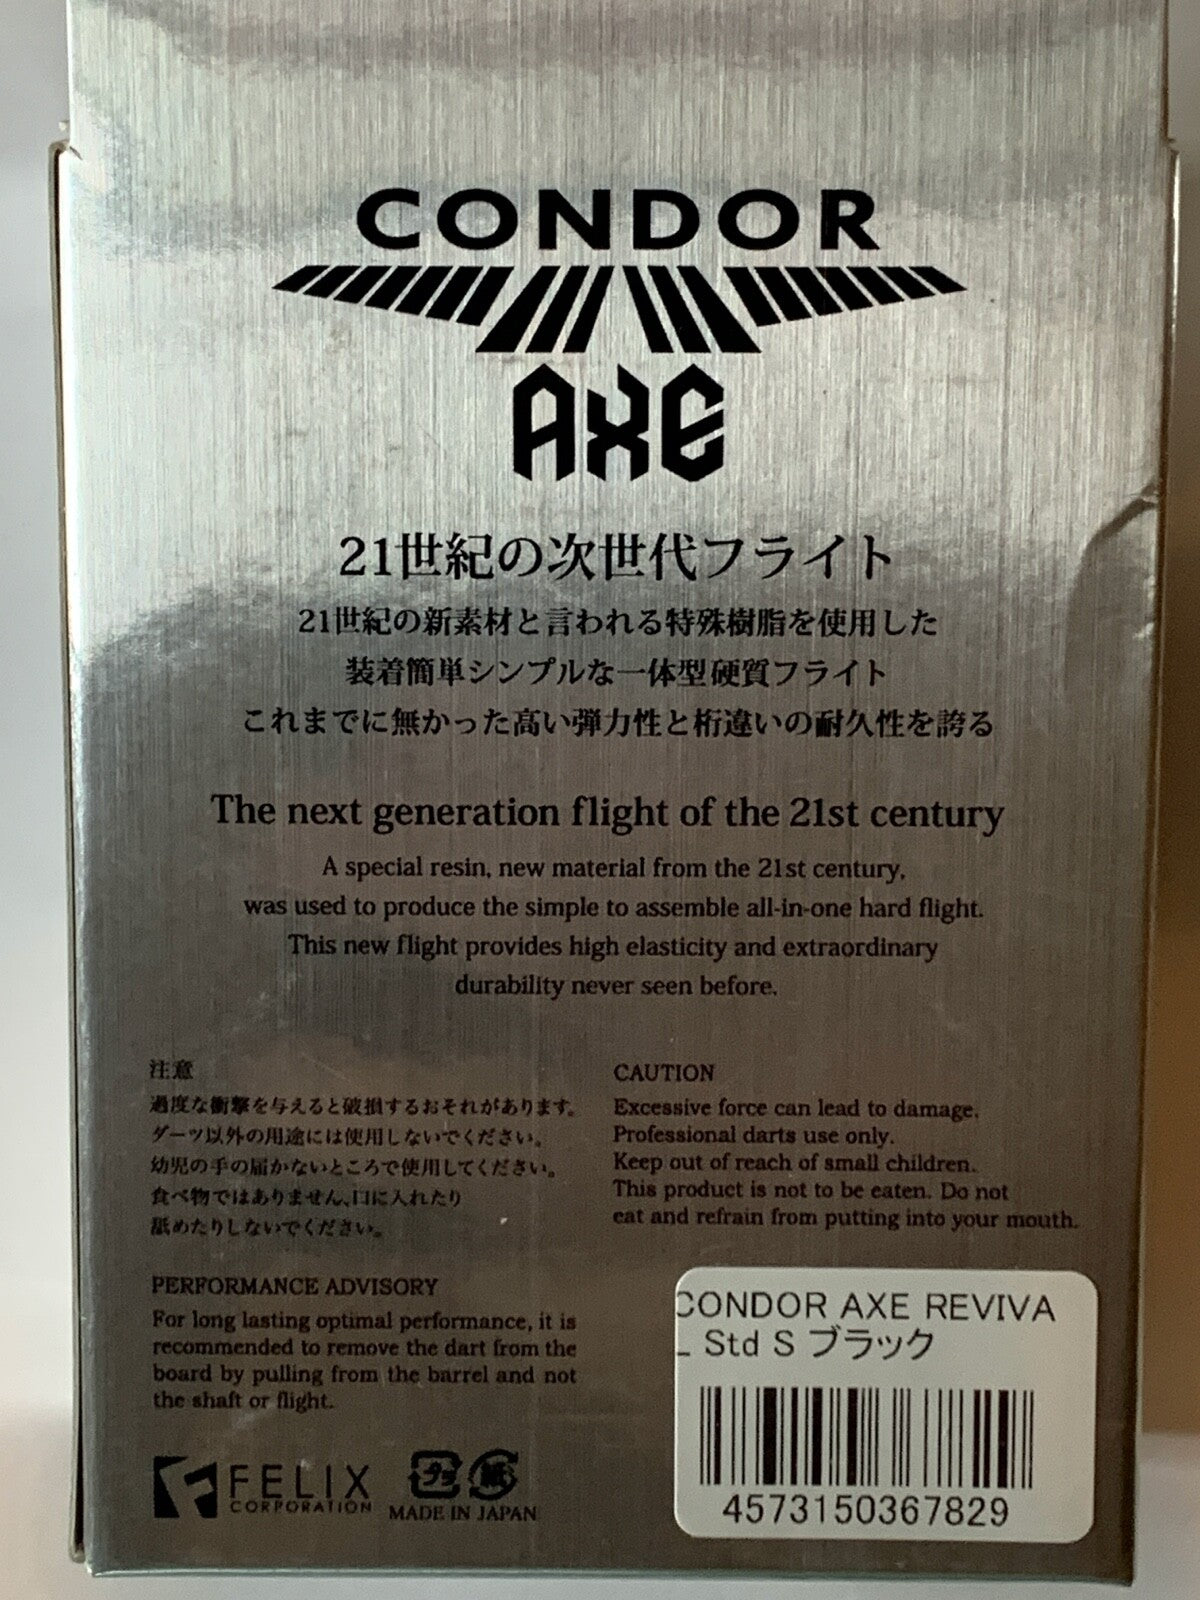 CONDOR
AXE
21世紀の次世代フライト
21世紀の新素材と言われる特殊樹脂を使用した
装着簡単シンプルな一体型硬質フライト
これまでに無かった高い弾力性と桁違いの耐久性を誇る
The next generation flight of the 21st century
A special resin, new material from the 21st century,
was used to produce the simple to assemble all-in-one hard flight.
This new flight provides high elasticity and extraordinary
durability never seen before.
注意
過度な衝撃を与えると破損するおそれがあります。
ダーツ以外の用途には使用しないでください。
幼児の手の届かないところで使用してください。
食べ物ではありません、口に入れたり
舐めたりしないでください。
CAUTION
Excessive force can lead to damage.
Professional darts use only.
Keep out of reach of small children.
This product is not to be eaten. Do not
eat and refrain from putting into your mouth.
PERFORMANCE ADVISORY
For long lasting optimal performance, it is
recommended to remove the dart from the
board by pulling from the barrel and not
the shaft or flight.
CONDOR AXE REVIVA
L Std S ブラック
4573150367829
FELIX
CORPORATION
プラ 紙
MADE IN JAPAN